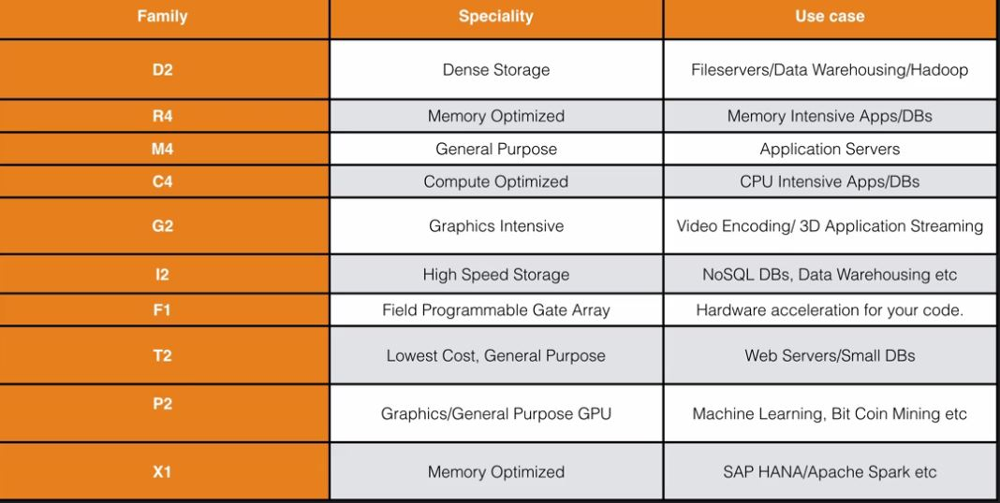 Family Speciality Use case
D2 Dense Storage Fileservers/Data Warehousing/Hadoop
R4 Memory Optimized Memory Intensive Apps/DBs
M4 General Purpose Application Servers
C4 Compute Optimized CPU Intensive Apps/DBs
G2 Graphics Intensive Video Encoding/ 3D Application Streaming
I2 High Speed Storage NoSQL DBs, Data Warehousing etc
F1 Field Programmable Gate Array Hardware acceleration for your code.
T2 Lowest Cost, General Purpose Web Servers/Small DBs
P2 Graphics/General Purpose GPU Machine Learning, Bit Coin Mining etc
X1 Memory Optimized SAP HANA/Apache Spark etc